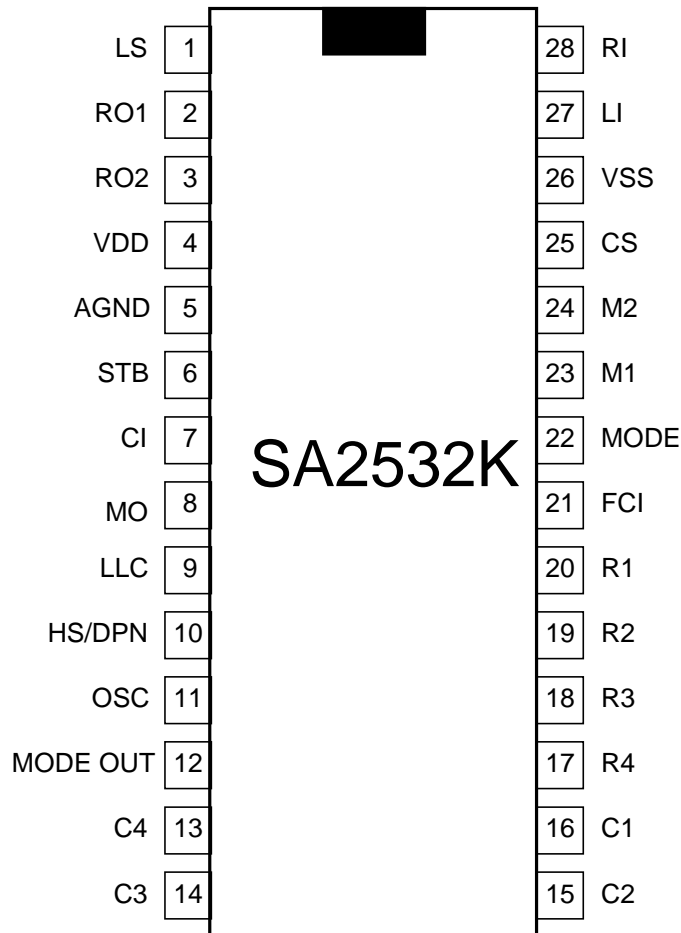 LS 1 28 RI
RO1 2 27 LI
RO2 3 26 VSS
VDD 4 25 CS
AGND 5 24 M2
STB 6 23 M1
CI 7 22 MODE
SA2532K
MO 8 21 FCI
LLC 9 20 R1
HS/DPN 10 19 R2
OSC 11 18 R3
MODE OUT 12 17 R4
C4 13 16 C1
C3 14 15 C2